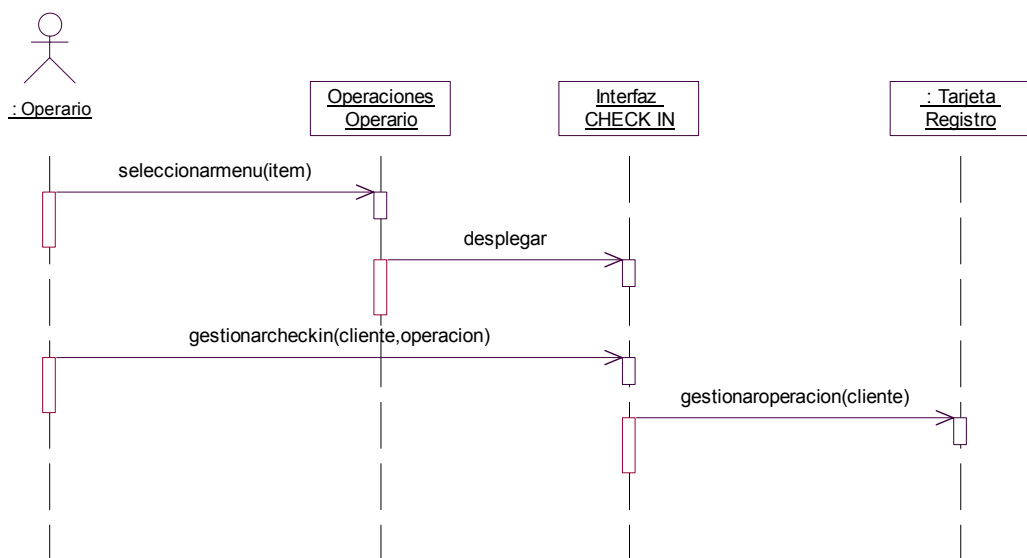 : Operario
Operaciones
Operario
Interfaz
CHECK IN
: Tarjeta
Registro
seleccionarmenu(item)
desplegar
gestionarcheckin(cliente,operacion)
gestionaroperacion(cliente)